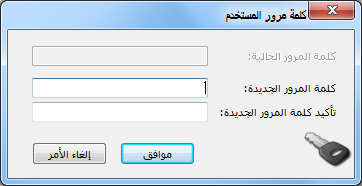 كلمة مرور المستخدم
كلمة المرور الحالية:
كلمة المرور الجديدة:
تأكيد كلمة المرور الجديدة:
موافق
إلغاء الأمر